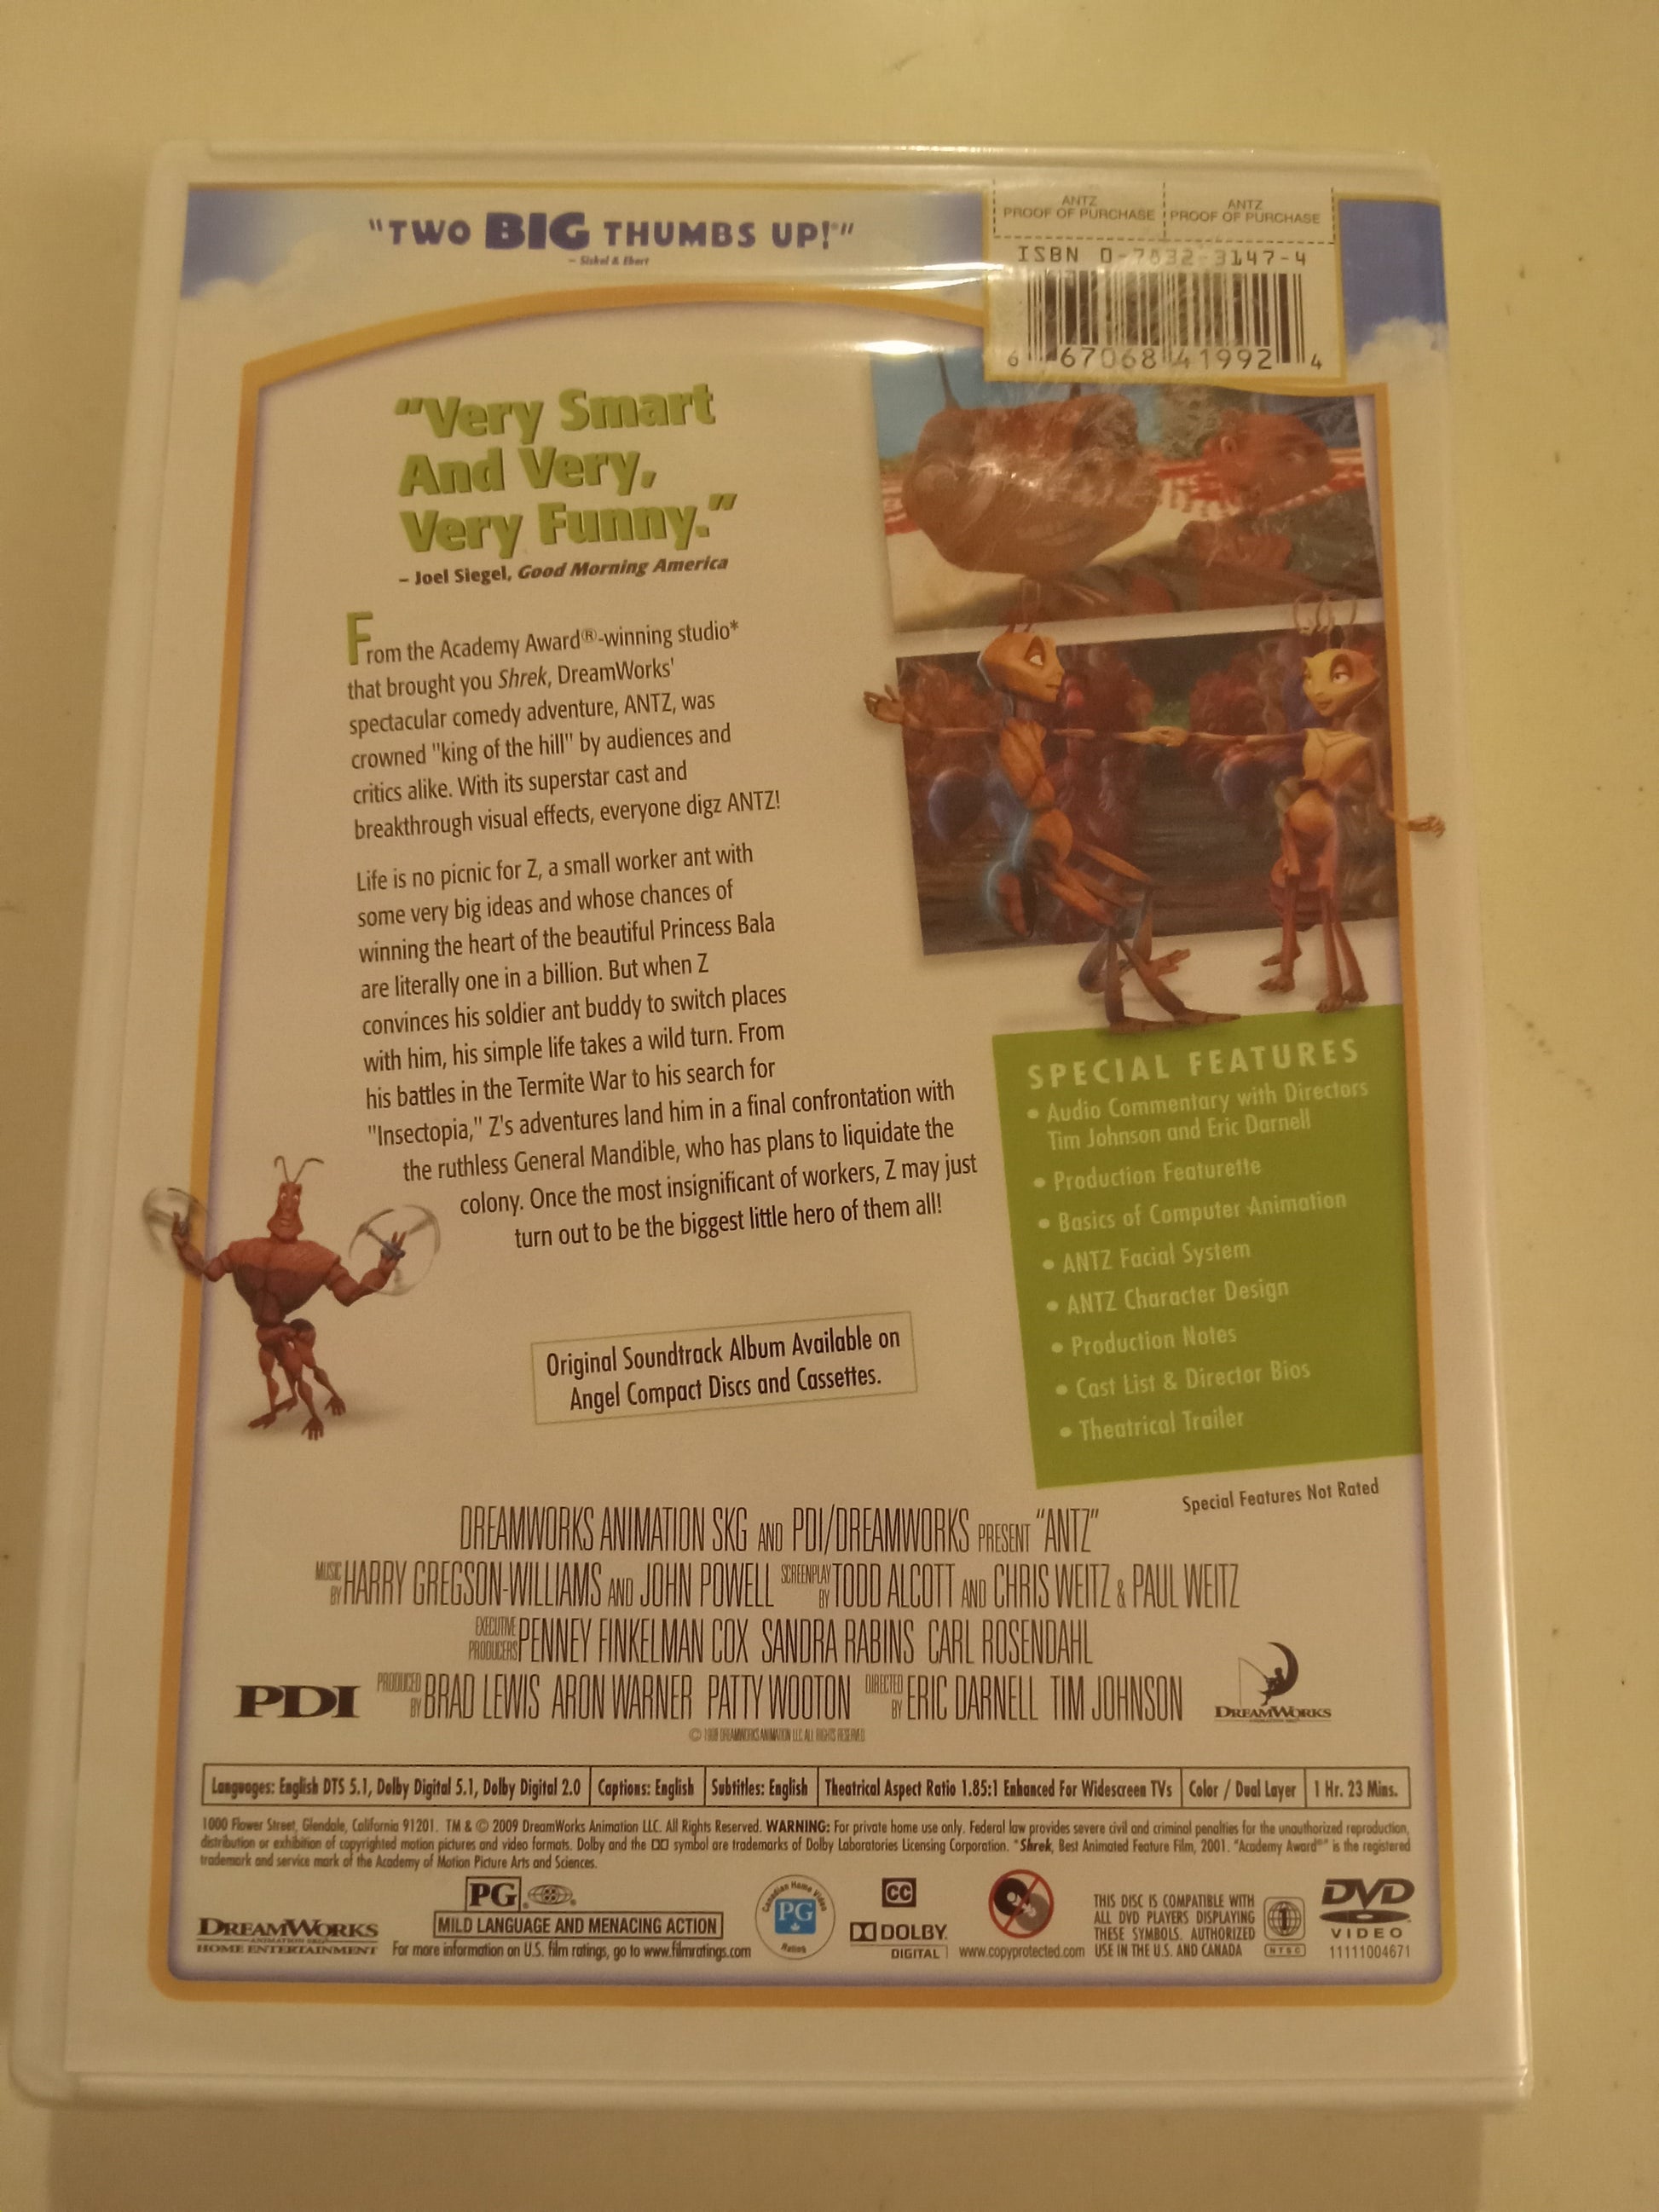 "TWO BIG THUMBS UP!"
– Siskel & Ebert
ANTZ
PROOF OF PURCHASE
ANTZ
PROOF OF PURCHASE
ISBN 0-7832-3147-4
6 67068 41992 4
"Very Smart
And Very,
Very Funny."
– Joel Siegel, Good Morning America
From the Academy Award®-winning studio*
that brought you Shrek, DreamWorks'
spectacular comedy adventure, ANTZ, was
crowned "king of the hill" by audiences and
critics alike. With its superstar cast and
breakthrough visual effects, everyone digz ANTZ!
Life is no picnic for Z, a small worker ant with
some very big ideas and whose chances of
winning the heart of the beautiful Princess Bala
are literally one in a billion. But when Z
convinces his soldier ant buddy to switch places
with him, his simple life takes a wild turn. From
his battles in the Termite War to his search for
"Insectopia," Z's adventures land him in a final confrontation with
the ruthless General Mandible, who has plans to liquidate the
colony. Once the most insignificant of workers, Z may just
turn out to be the biggest little hero of them all!
SPECIAL FEATURES
• Audio Commentary with Directors
Tim Johnson and Eric Darnell
• Production Featurette
• Basics of Computer Animation
• ANTZ Facial System
• ANTZ Character Design
• Production Notes
• Cast List & Director Bios
• Theatrical Trailer
Special Features Not Rated
Original Soundtrack Album Available on
Angel Compact Discs and Cassettes.
DREAMWORKS ANIMATION SKG AND PDI/DREAMWORKS PRESENT "ANTZ"
MUSIC BY HARRY GREGSON-WILLIAMS AND JOHN POWELL SCREENPLAY BY TODD ALCOTT AND CHRIS WEITZ & PAUL WEITZ
EXECUTIVE PRODUCERS PENNEY FINKELMAN COX SANDRA RABINS CARL ROSENDAHL
PDI
PRODUCED BY BRAD LEWIS ARON WARNER PATTY WOOTON DIRECTED BY ERIC DARNELL TIM JOHNSON
DREAMWORKS
ANIMATION SKG
© 1998 DREAMWORKS ANIMATION LLC ALL RIGHTS RESERVED
Languages: English DTS 5.1, Dolby Digital 5.1, Dolby Digital 2.0 Captions: English Subtitles: English Theatrical Aspect Ratio 1.85:1 Enhanced For Widescreen TVs Color / Dual Layer 1 Hr. 23 Mins.
1000 Flower Street, Glendale, California 91201. TM & © 2009 DreamWorks Animation LLC. All Rights Reserved. WARNING: For private home use only. Federal law provides severe civil and criminal penalties for the unauthorized reproduction,
distribution or exhibition of copyrighted motion pictures and video formats. Dolby and the DD symbol are trademarks of Dolby Laboratories Licensing Corporation. *Shrek, Best Animated Feature Film, 2001. "Academy Award®" is the registered
trademark and service mark of the Academy of Motion Picture Arts and Sciences.
DREAMWORKS
ANIMATION SKG
HOME ENTERTAINMENT
PG
MILD LANGUAGE AND MENACING ACTION
For more information on U.S. film ratings, go to www.filmratings.com
Canadian Home Video
PG
Ratings
CC
DOLBY
DIGITAL
www.copyprotected.com
THIS DISC IS COMPATIBLE WITH
ALL DVD PLAYERS DISPLAYING
THESE SYMBOLS. AUTHORIZED
USE IN THE U.S. AND CANADA
1
NTSC
DVD
VIDEO
11111004671